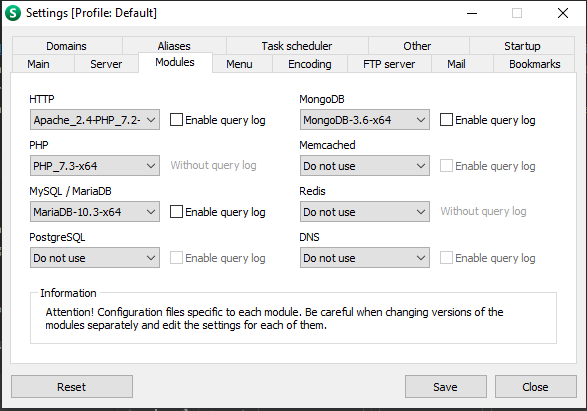 Settings [Profile: Default]
Domains
Aliases
Task scheduler
Other
Startup
Main
Server
Modules
Menu
Encoding
FTP server
Mail
Bookmarks
HTTP
Apache_2.4-PHP_7.2-
Enable query log
MongoDB
MongoDB-3.6-x64
Enable query log
PHP
PHP_7.3-x64
Without query log
Memcached
Do not use
Enable query log
MySQL / MariaDB
MariaDB-10.3-x64
Enable query log
Redis
Do not use
Without query log
PostgreSQL
Do not use
Enable query log
DNS
Do not use
Enable query log
Information
Attention! Configuration files specific to each module. Be careful when changing versions of the
modules separately and edit the settings for each of them.
Reset
Save
Close